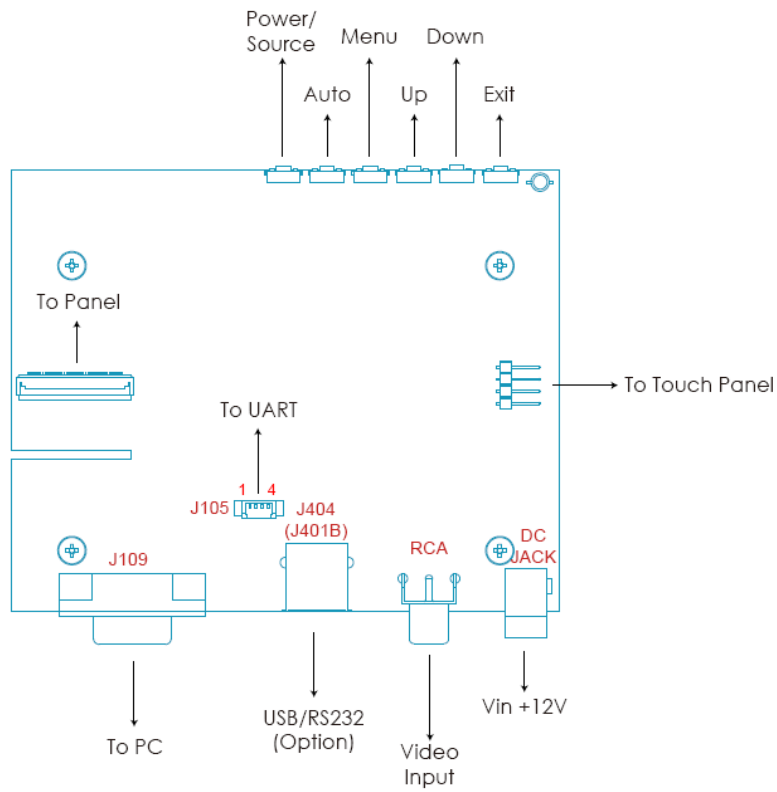 Power/
Source
Menu
Down
Auto
Up
Exit
To Panel
To Touch Panel
To UART
1 4
J105
J404
(J401B)
J109
RCA
DC
JACK
To PC
USB/RS232
(Option)
Video
Input
Vin +12V